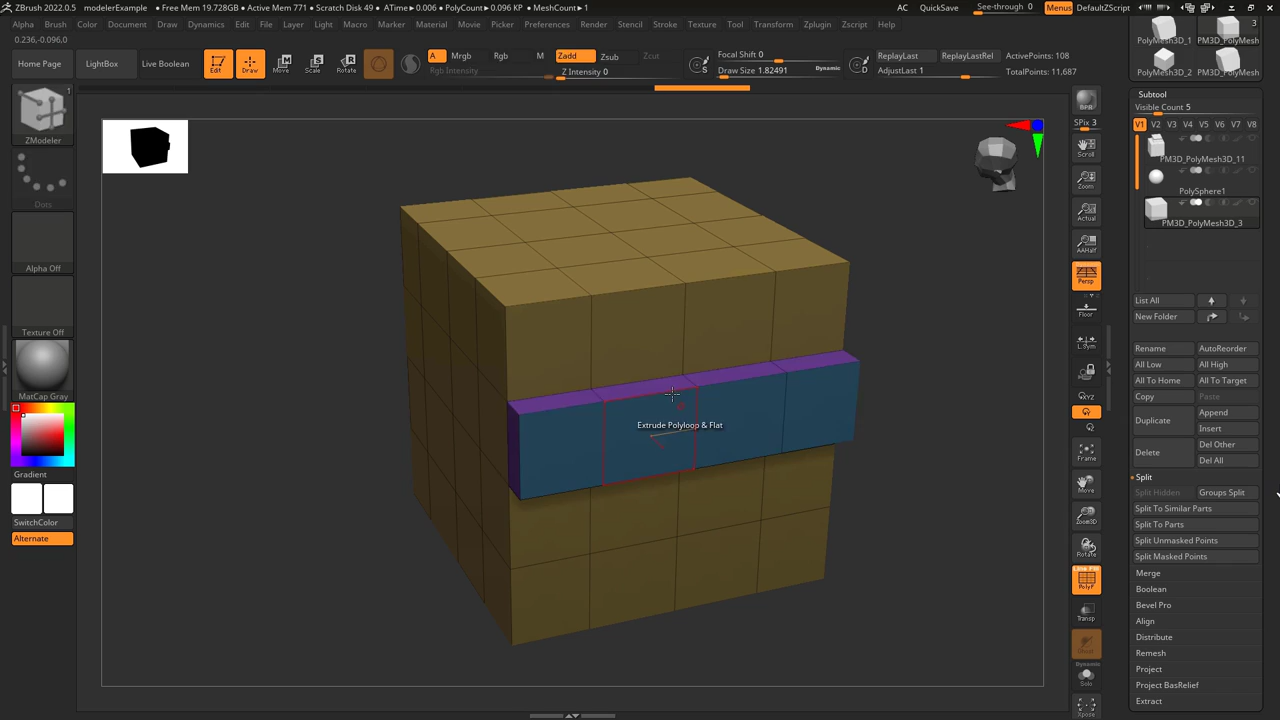 ZBrush 2022.0.5 modelerExample • Free Mem 19.728GB • Active Mem 771 • Scratch Disk 49 • ATime▸0.006 • PolyCount▸0.096 KP • MeshCount▸1 AC QuickSave See-through 0 Menus DefaultZScript
Alpha Brush Color Document Draw Dynamics Edit File Layer Light Macro Marker Material Movie Picker Preferences Render Stencil Stroke Texture Tool Transform Zplugin Zscript Help
0.236,-0.096,0
Home Page LightBox Live Boolean Edit Draw Move Scale Rotate A Mrgb Rgb M Zadd Zsub Zcut Focal Shift 0 ReplayLast ReplayLastRel ActivePoints: 108
Rgb Intensity Z Intensity 0 Draw Size 1.82491 Dynamic AdjustLast 1 TotalPoints: 11,687
PolyMesh3D_1 PM3D_PolyMesh
3
PolyMesh3D_2 PM3D_PolyMesh
1
ZModeler
Dots
Alpha Off
Texture Off
MatCap Gray
Gradient
SwitchColor
Alternate
Extrude Polyloop & Flat
BPR
SPix 3
Scroll
Zoom
Actual
AAHalf
Persp
Floor
L.Sym
XYZ
Frame
Move
Zoom3D
Rotate
Line Fill
PolyF
Transp
Ghost
Dynamic
Solo
Xpose
Subtool
Visible Count 5
V1 V2 V3 V4 V5 V6 V7 V8
PM3D_PolyMesh3D_11
PolySphere1
PM3D_PolyMesh3D_3
List All
New Folder
Rename AutoReorder
All Low All High
All To Home All To Target
Copy Paste
Duplicate Append
Insert
Delete Del Other
Del All
Split
Split Hidden Groups Split
Split To Similar Parts
Split To Parts
Split Unmasked Points
Split Masked Points
Merge
Boolean
Bevel Pro
Align
Distribute
Remesh
Project
Project BasRelief
Extract